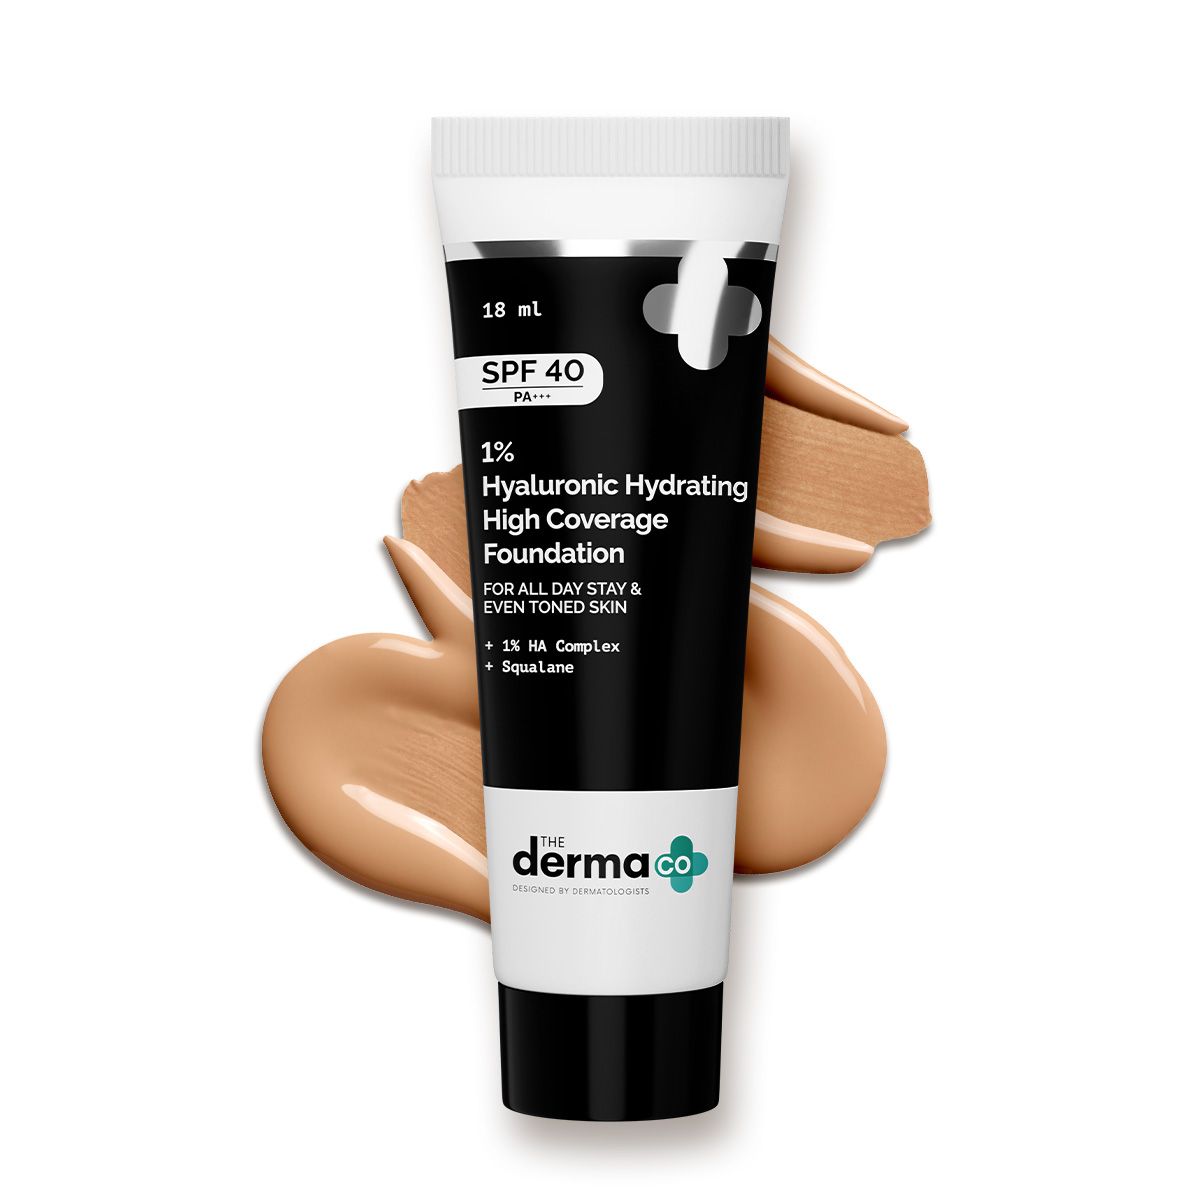 18 ml
SPF 40
PA+++
1%
Hyaluronic Hydrating
High Coverage
Foundation
FOR ALL DAY STAY &
EVEN TONED SKIN
+ 1% HA Complex
+ Squalane
THE
derma co
DESIGNED BY DERMATOLOGISTS